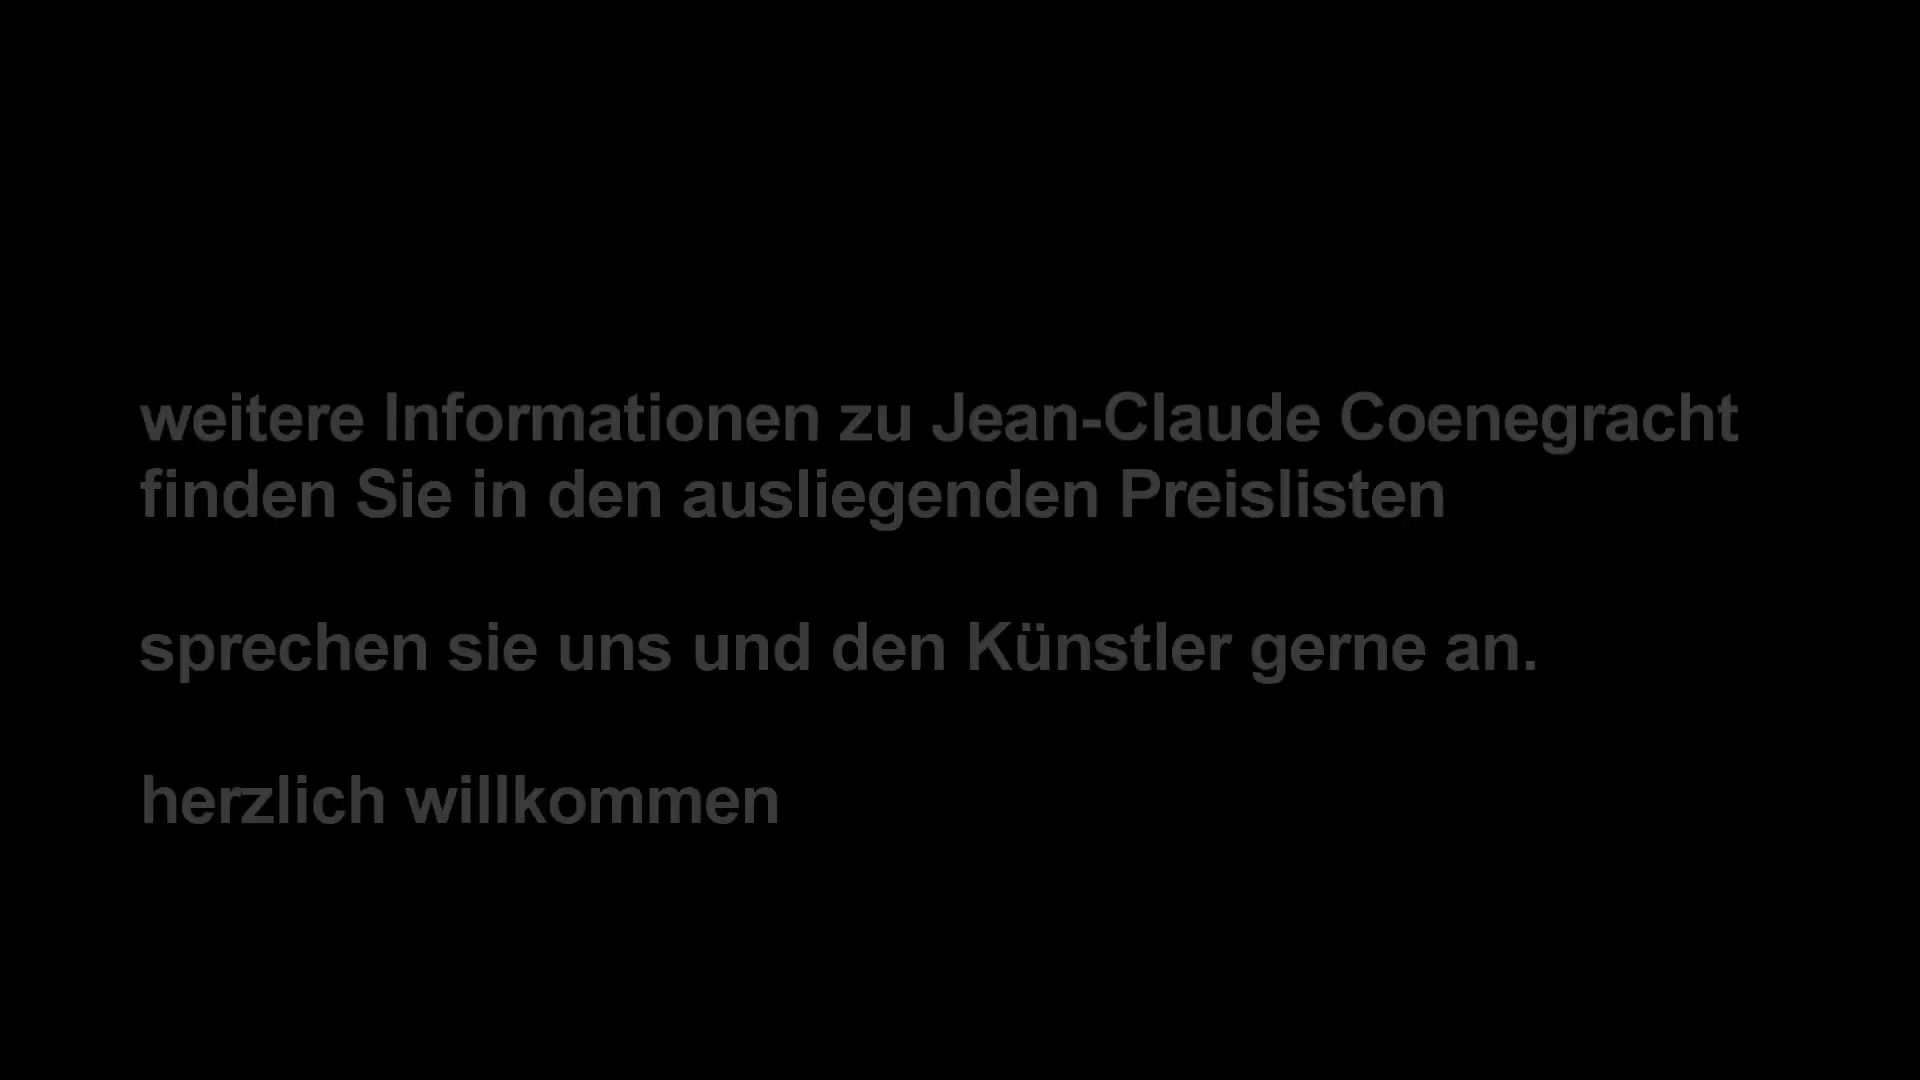 weitere Informationen zu Jean-Claude Coenegracht
finden Sie in den ausliegenden Preislisten
sprechen sie uns und den Künstler gerne an.
herzlich willkommen